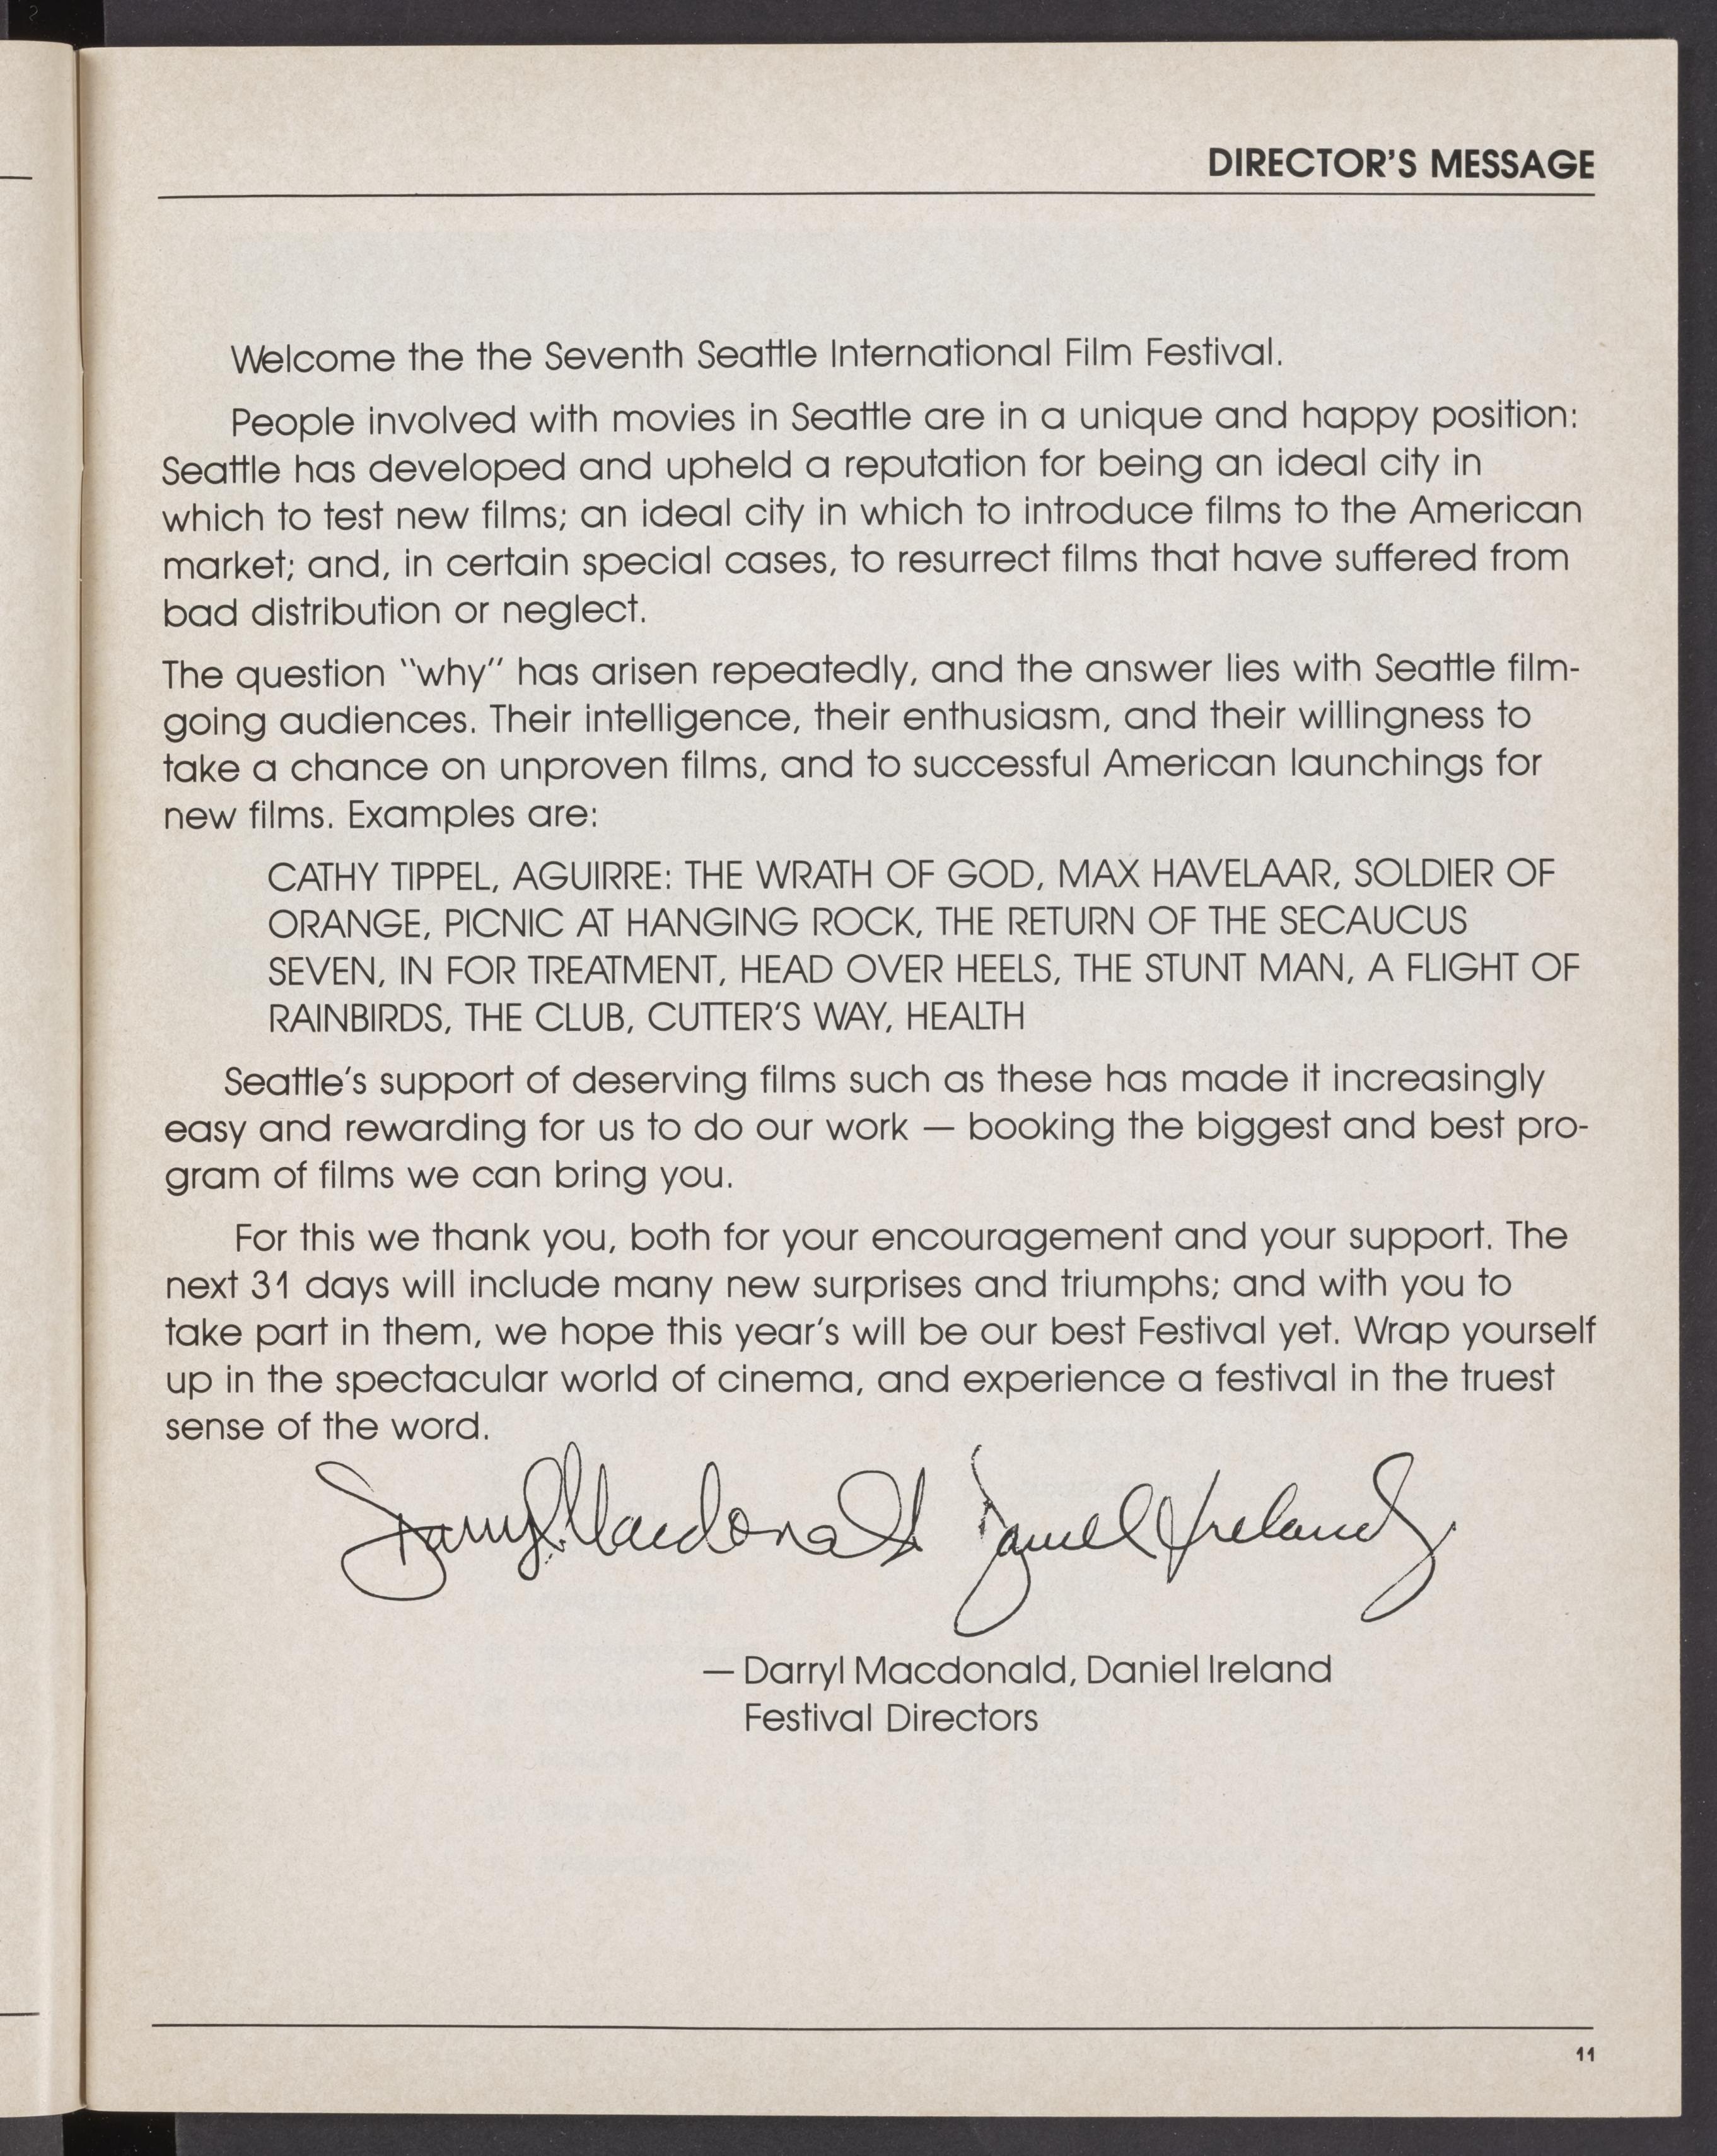 DIRECTOR'S MESSAGE
Welcome the the Seventh Seattle International Film Festival.
People involved with movies in Seattle are in a unique and happy position:
Seattle has developed and upheld a reputation for being an ideal city in
which to test new films; an ideal city in which to introduce films to the American
market; and, in certain special cases, to resurrect films that have suffered from
bad distribution or neglect.
The question "why" has arisen repeatedly, and the answer lies with Seattle film-
going audiences. Their intelligence, their enthusiasm, and their willingness to
take a chance on unproven films, and to successful American launchings for
new films. Examples are:
CATHY TIPPEL, AGUIRRE: THE WRATH OF GOD, MAX HAVELAAR, SOLDIER OF
ORANGE, PICNIC AT HANGING ROCK, THE RETURN OF THE SECAUCUS
SEVEN, IN FOR TREATMENT, HEAD OVER HEELS, THE STUNT MAN, A FLIGHT OF
RAINBIRDS, THE CLUB, CUTTER'S WAY, HEALTH
Seattle's support of deserving films such as these has made it increasingly
easy and rewarding for us to do our work — booking the biggest and best pro-
gram of films we can bring you.
For this we thank you, both for your encouragement and your support. The
next 31 days will include many new surprises and triumphs; and with you to
take part in them, we hope this year's will be our best Festival yet. Wrap yourself
up in the spectacular world of cinema, and experience a festival in the truest
sense of the word.
Darryl Macdonald Daniel Ireland
— Darryl Macdonald, Daniel Ireland
Festival Directors
11